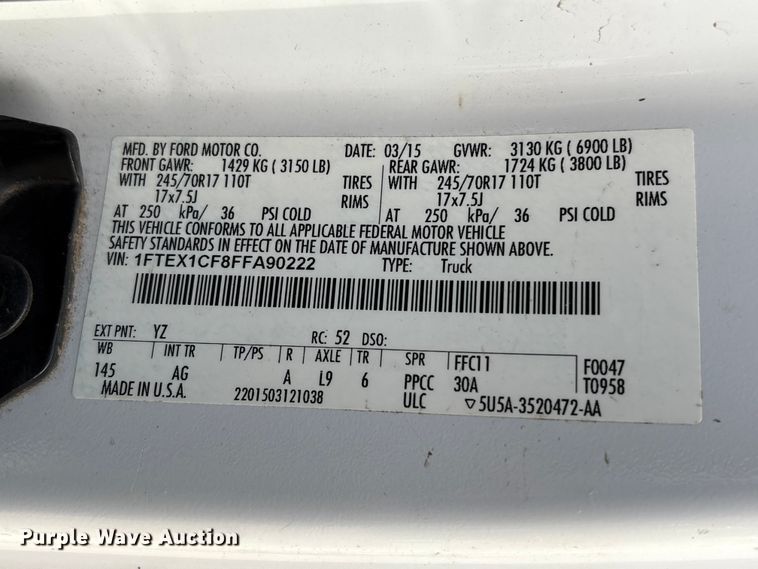 MFD. BY FORD MOTOR CO. DATE: 03/15 GVWR: 3130 KG ( 6900 LB)
FRONT GAWR: 1429 KG ( 3150 LB) REAR GAWR: 1724 KG ( 3800 LB)
WITH 245/70R17 110T TIRES WITH 245/70R17 110T TIRES
17x7.5J RIMS 17x7.5J RIMS
AT 250 kPa/ 36 PSI COLD AT 250 kPa/ 36 PSI COLD
THIS VEHICLE CONFORMS TO ALL APPLICABLE FEDERAL MOTOR VEHICLE
SAFETY STANDARDS IN EFFECT ON THE DATE OF MANUFACTURE SHOWN ABOVE.
VIN: 1FTEX1CF8FFA90222 TYPE: Truck
EXT PNT: YZ RC: 52 DSO:
WB INT TR TP/PS R AXLE TR SPR FFC11 F0047
145 AG A L9 6 PPCC 30A T0958
MADE IN U.S.A. 2201503121038 ULC ▽5U5A-3520472-AA
Purple Wave Auction